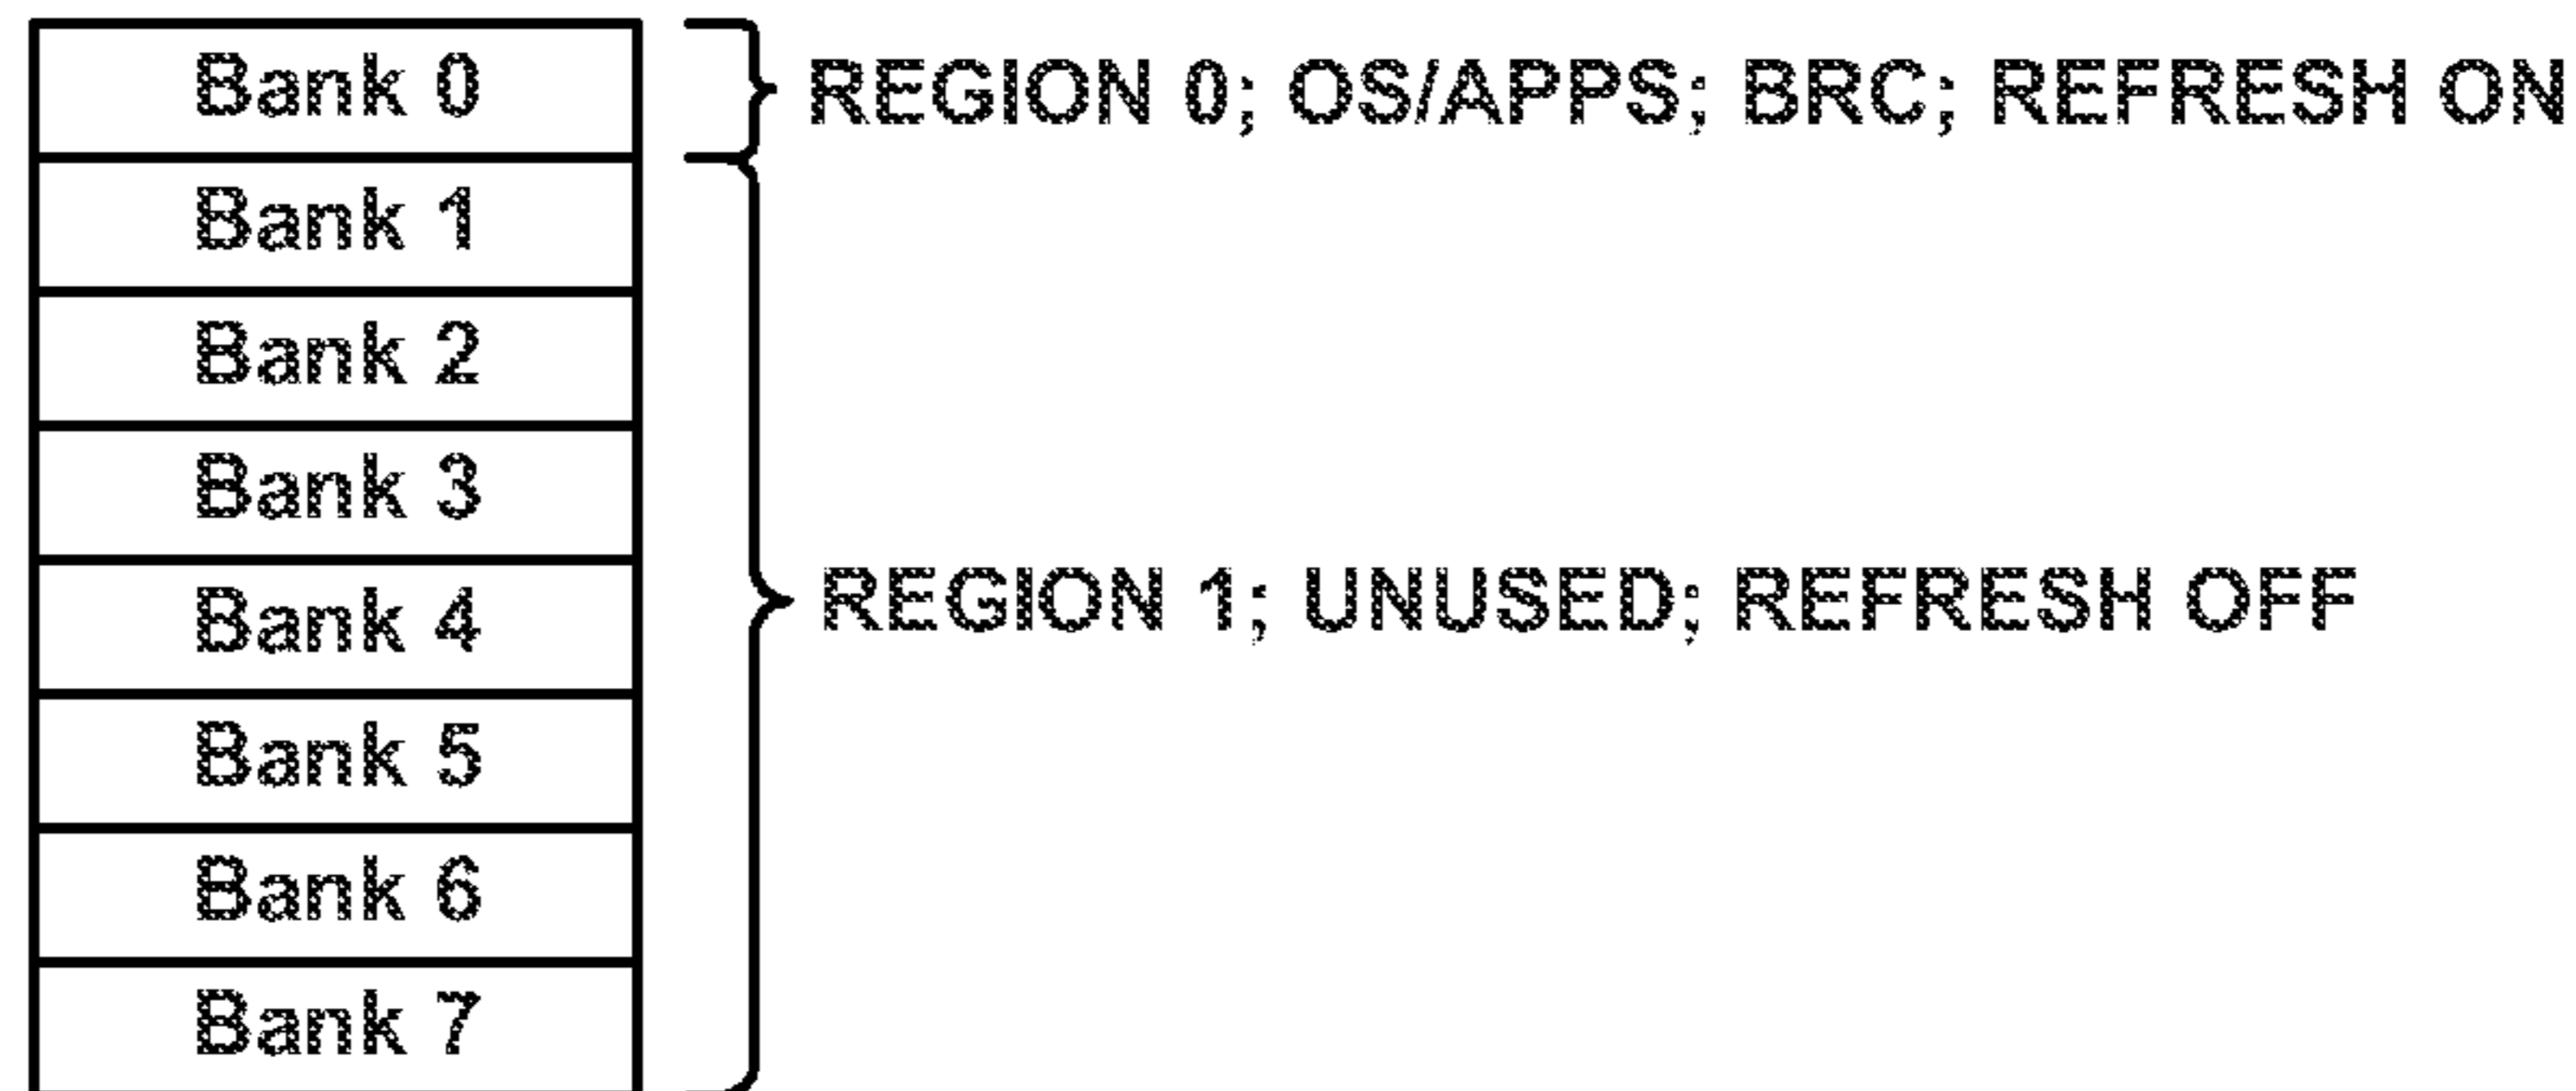 Bank 0
REGION 0; OS/APPS; BRC; REFRESH ON
Bank 1
Bank 2
Bank 3
Bank 4
REGION 1; UNUSED; REFRESH OFF
Bank 5
Bank 6
Bank 7